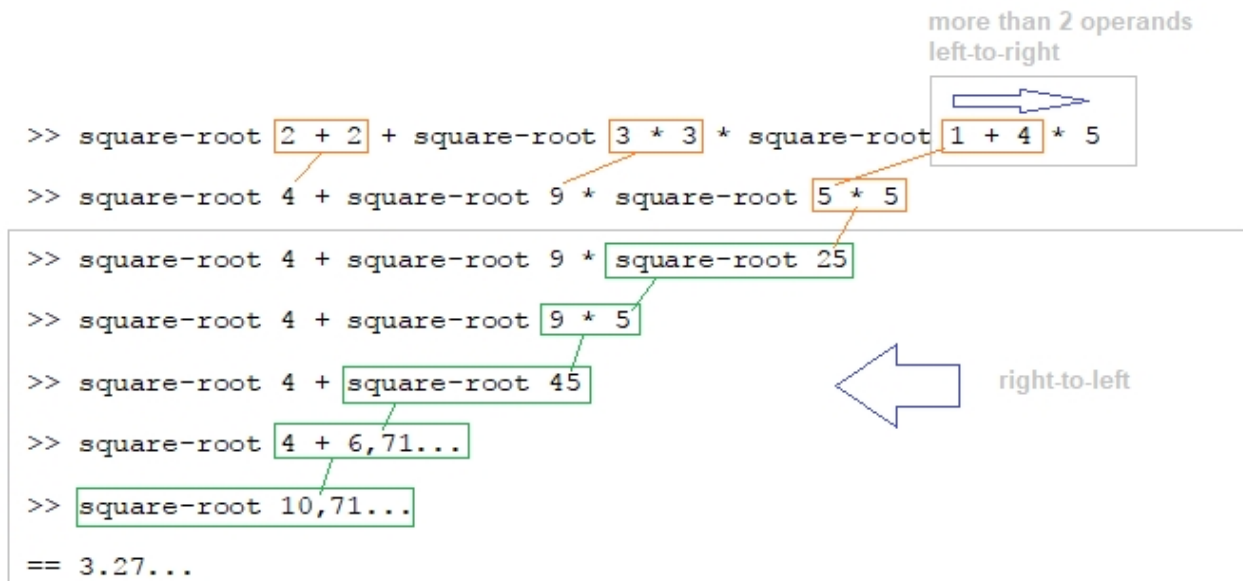 more than 2 operands
left-to-right
>> square-root 2 + 2 + square-root 3 * 3 * square-root 1 + 4 * 5
>> square-root 4 + square-root 9 * square-root 5 * 5
>> square-root 4 + square-root 9 * square-root 25
>> square-root 4 + square-root 9 * 5
>> square-root 4 + square-root 45
right-to-left
>> square-root 4 + 6,71...
>> square-root 10,71...
== 3.27...